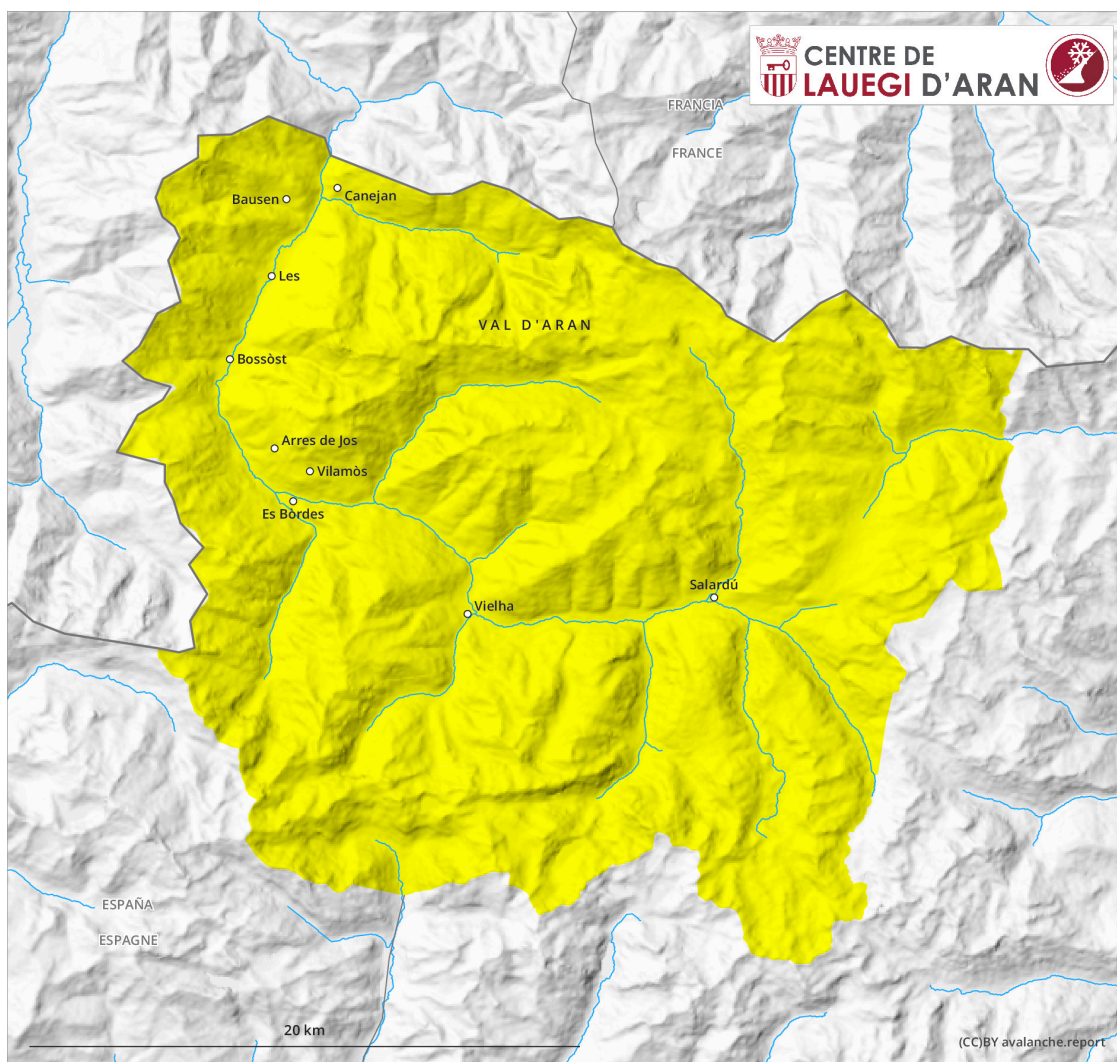 CENTRE DE
LAUEGI D'ARAN
FRANCIA
FRANCE
Bausen
Canejan
Les
VAL D'ARAN
Bossòst
Arres de Jos
Vilamòs
Es Bòrdes
Salardú
Vielha
ESPAÑA
ESPAGNE
20 km
(CC)BY avalanche.report